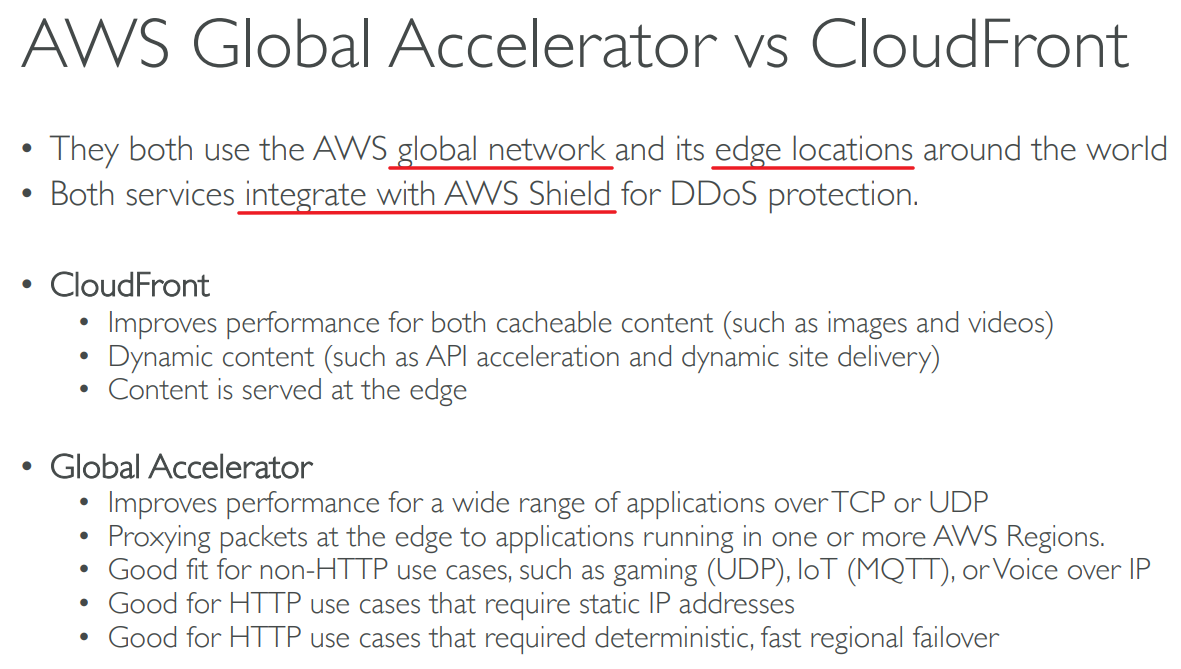 AWS Global Accelerator vs CloudFront
• They both use the AWS global network and its edge locations around the world
• Both services integrate with AWS Shield for DDoS protection.
• CloudFront
• Improves performance for both cacheable content (such as images and videos)
• Dynamic content (such as API acceleration and dynamic site delivery)
• Content is served at the edge
• Global Accelerator
• Improves performance for a wide range of applications over TCP or UDP
• Proxying packets at the edge to applications running in one or more AWS Regions.
• Good fit for non-HTTP use cases, such as gaming (UDP), IoT (MQTT), or Voice over IP
• Good for HTTP use cases that require static IP addresses
• Good for HTTP use cases that required deterministic, fast regional failover